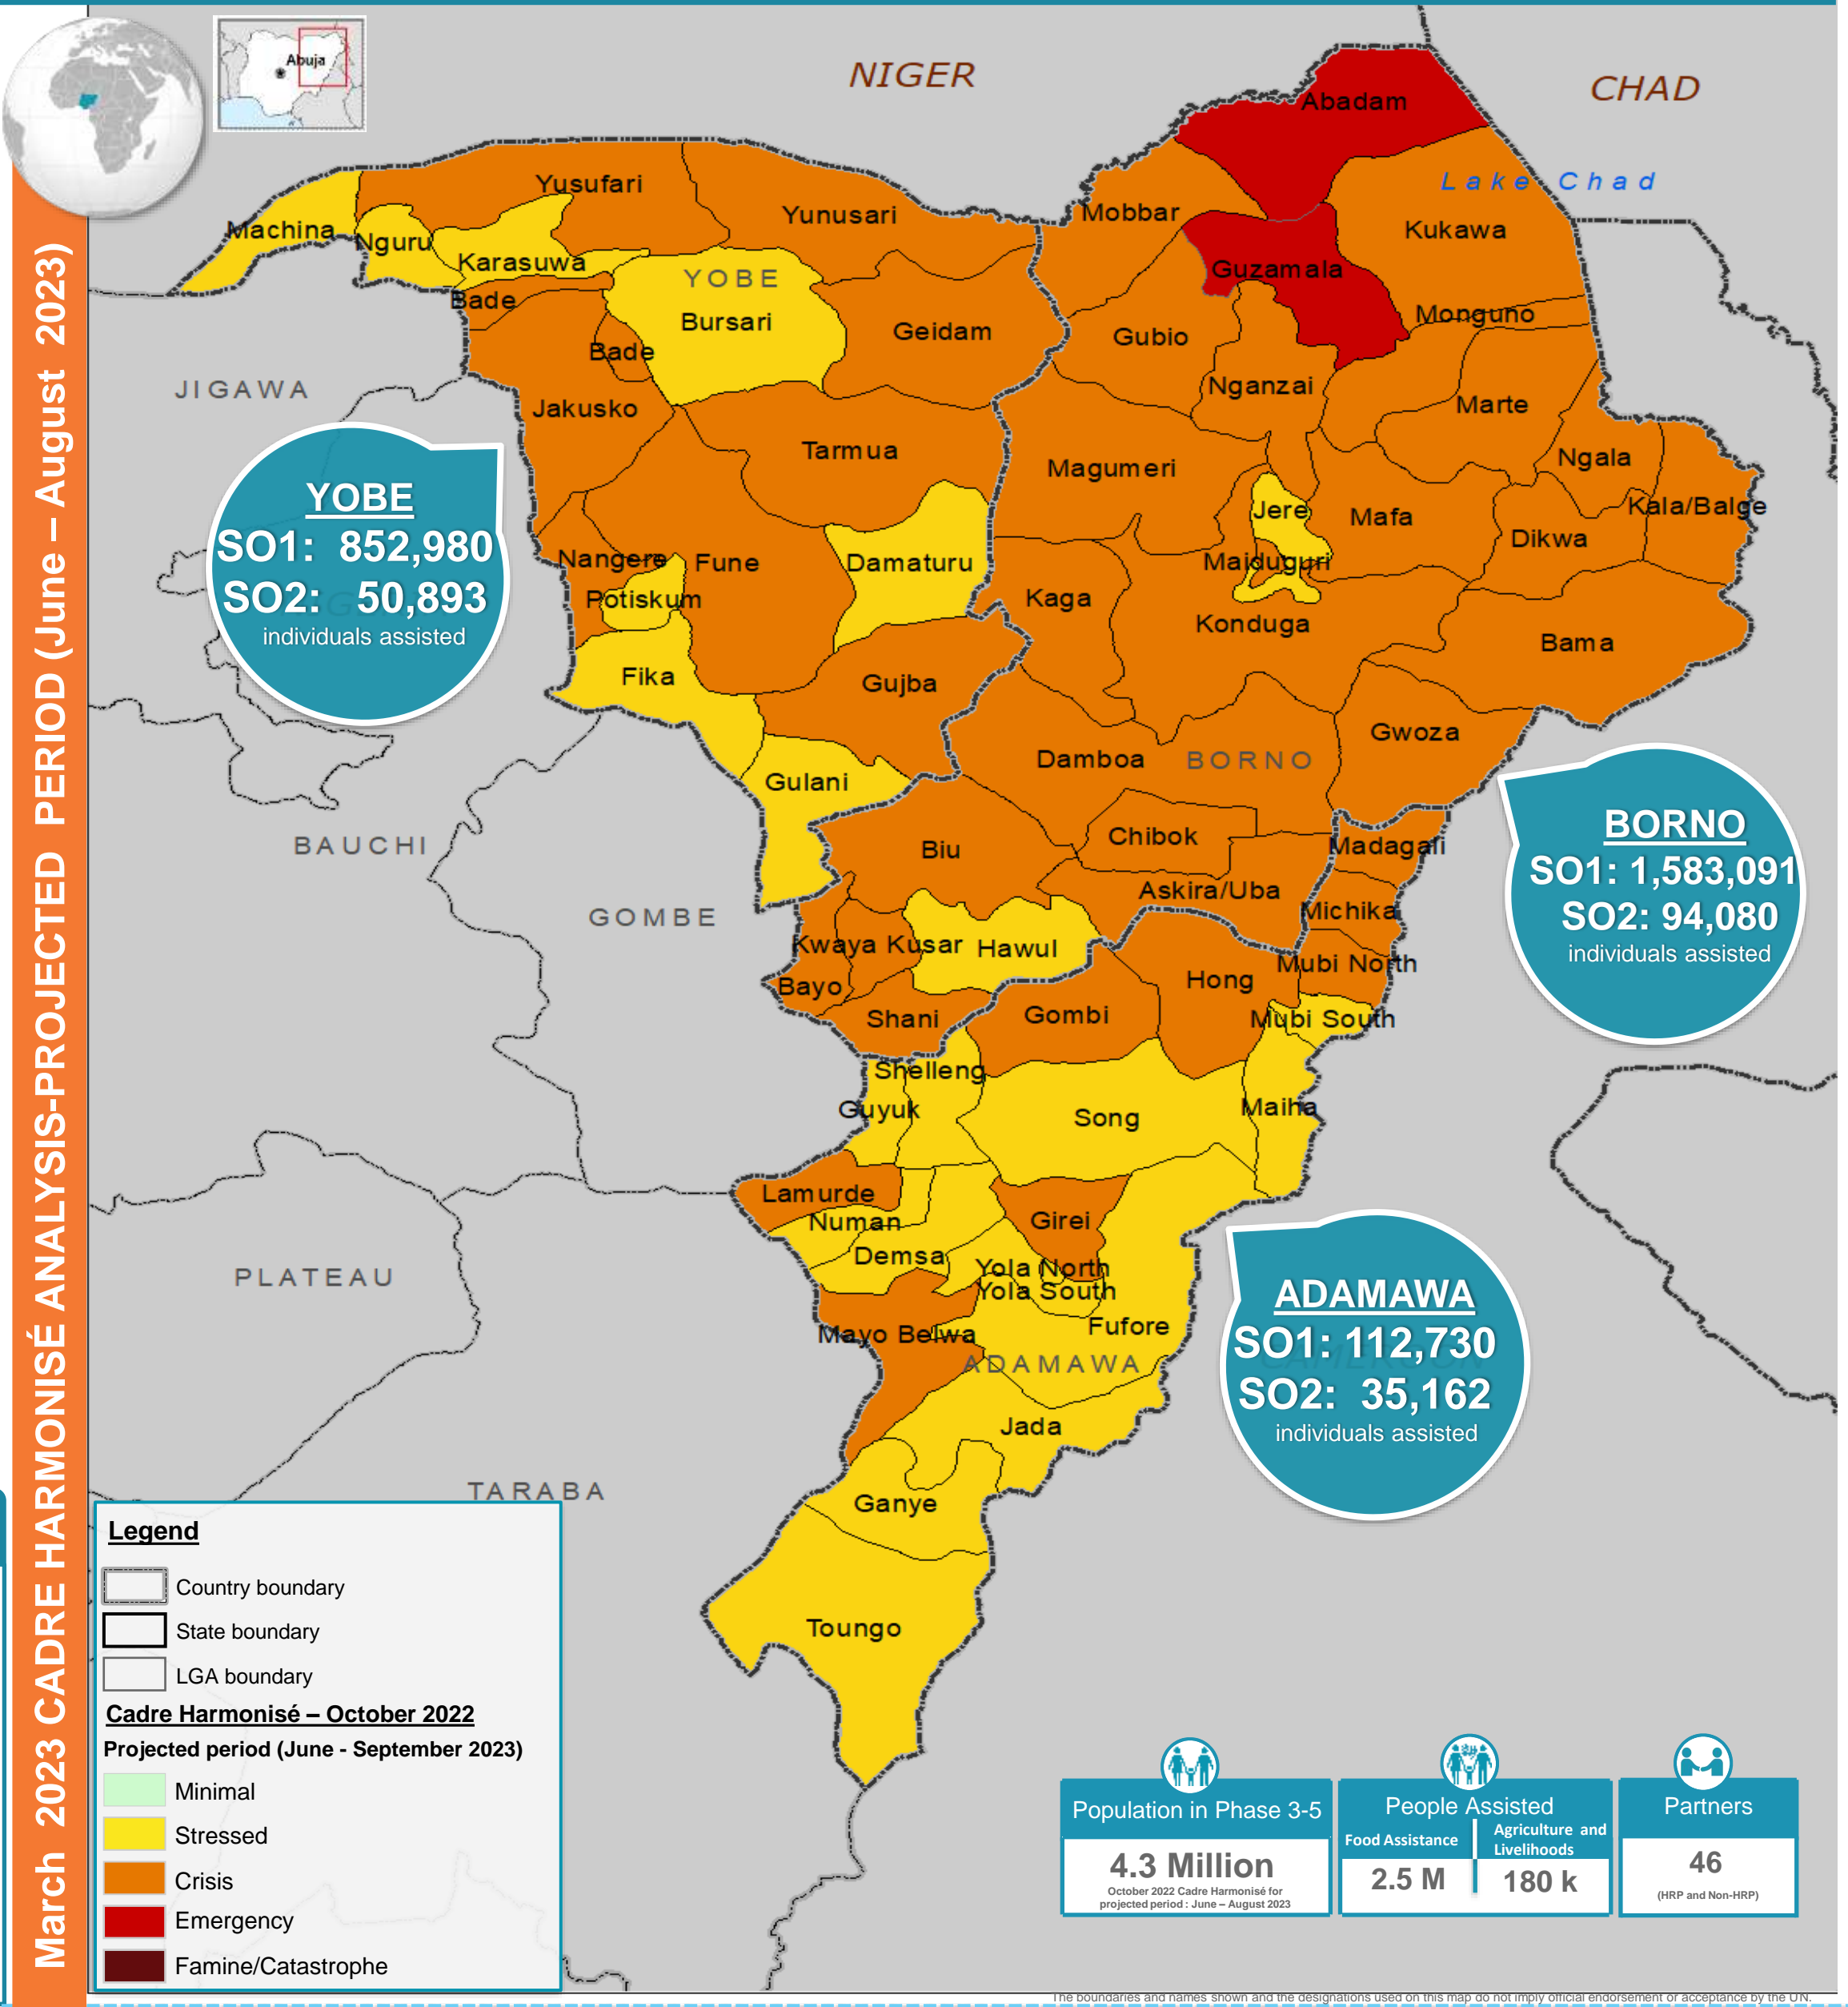 March 2023 CADRE HARMONISÉ ANALYSIS-PROJECTED PERIOD (June – August 2023)
Abuja
NIGER
CHAD
Lake Chad
Abadam
Yusufari
Yunusari
Mobbar
Kukawa
Machina
Nguru
Karasuwa
YOBE
Guzamala
Bade
Bursari
Geidam
Gubio
Monguno
Bade
JIGAWA
Jakusko
Nganzai
Marte
Tarmua
Magumeri
Ngala
Jere
Mafa
Kala/Balge
Dikwa
Nangere
Fune
Damaturu
Maiduguri
Potiskum
Kaga
Konduga
Bama
Fika
Gujba
Gwoza
Damboa
BORNO
Gulani
BAUCHI
Biu
Chibok
Madagali
Askira/Uba
Michika
GOMBE
Kwaya Kusar
Hawul
Mubi North
Bayo
Hong
Shani
Gombi
Mubi South
Shelleng
Guyuk
Song
Maiha
Lamurde
Numan
Girei
Demsa
Yola North
Yola South
PLATEAU
Mayo Belwa
Fufore
ADAMAWA
Jada
TARABA
Ganye
Toungo
YOBE
SO1: 852,980
SO2: 50,893
individuals assisted
BORNO
SO1: 1,583,091
SO2: 94,080
individuals assisted
ADAMAWA
SO1: 112,730
SO2: 35,162
individuals assisted
CAMEROON
Legend
Country boundary
State boundary
LGA boundary
Cadre Harmonisé – October 2022
Projected period (June - September 2023)
Minimal
Stressed
Crisis
Emergency
Famine/Catastrophe
Population in Phase 3-5
4.3 Million
October 2022 Cadre Harmonisé for
projected period : June – August 2023
People Assisted
Food Assistance
2.5 M
Agriculture and
Livelihoods
180 k
Partners
46
(HRP and Non-HRP)
The boundaries and names shown and the designations used on this map do not imply official endorsement or acceptance by the UN.